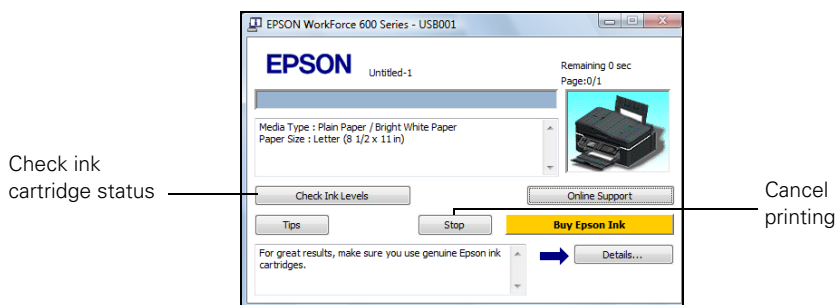 EPSON WorkForce 600 Series - USB001
EPSON
Untitled-1
Remaining 0 sec
Page:0/1
Media Type : Plain Paper / Bright White Paper
Paper Size : Letter (8 1/2 x 11 in)
Check ink
cartridge status
Check Ink Levels
Online Support
Cancel
printing
Tips
Stop
Buy Epson Ink
For great results, make sure you use genuine Epson ink
cartridges.
Details...